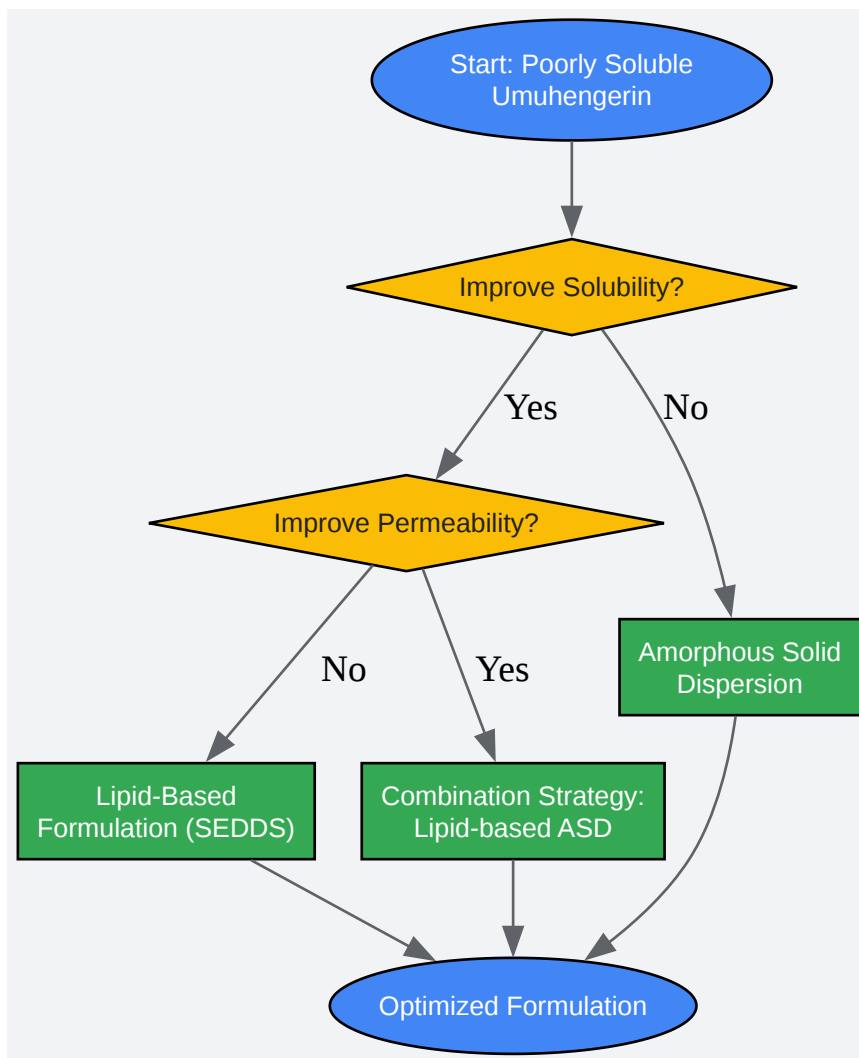 Start: Poorly Soluble
Umuhengerin
Improve Solubility?
Yes
No
Improve Permeability?
No
Yes
Amorphous Solid
Dispersion
Lipid-Based
Formulation (SEDDS)
Combination Strategy:
Lipid-based ASD
Optimized Formulation